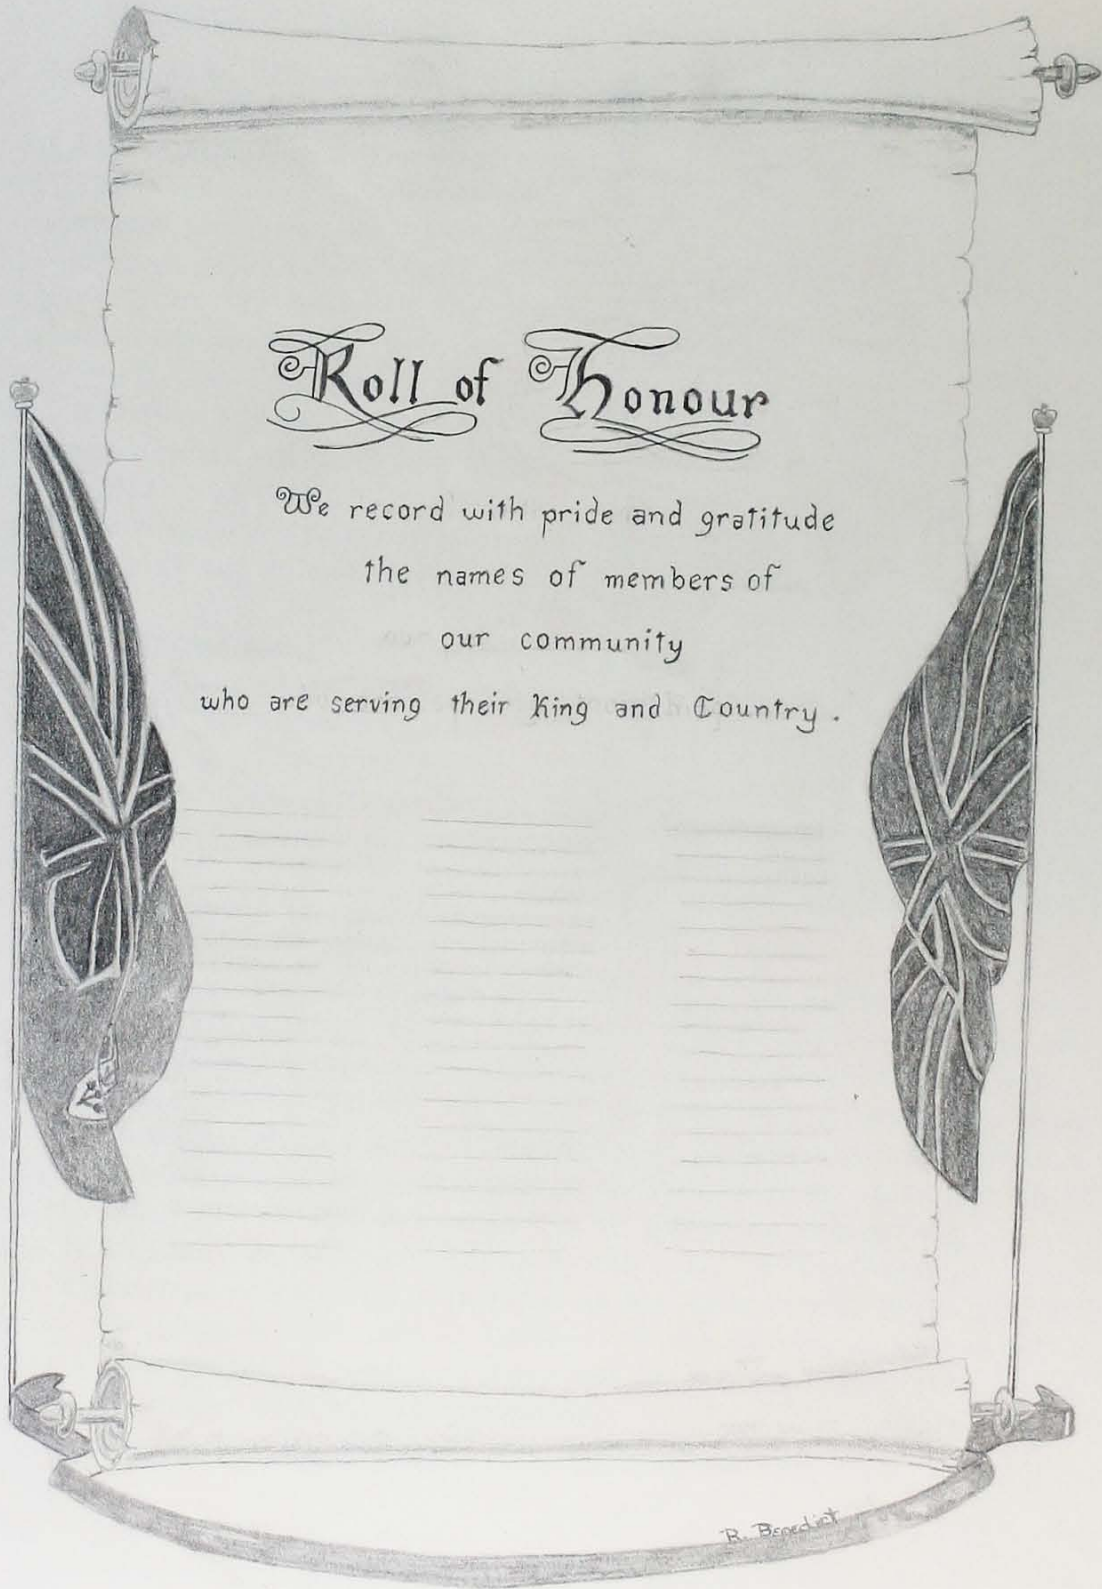 Roll of Honour
We record with pride and gratitude
the names of members of
our community
who are serving their King and Country.
R. Benedict